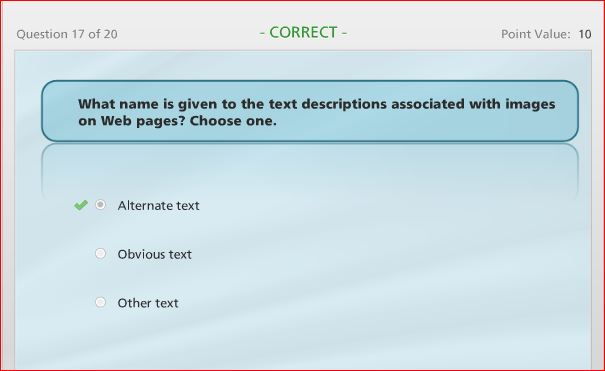 Question 17 of 20
- CORRECT -
Point Value: 10
What name is given to the text descriptions associated with images
on Web pages? Choose one.
Alternate text
Obvious text
Other text